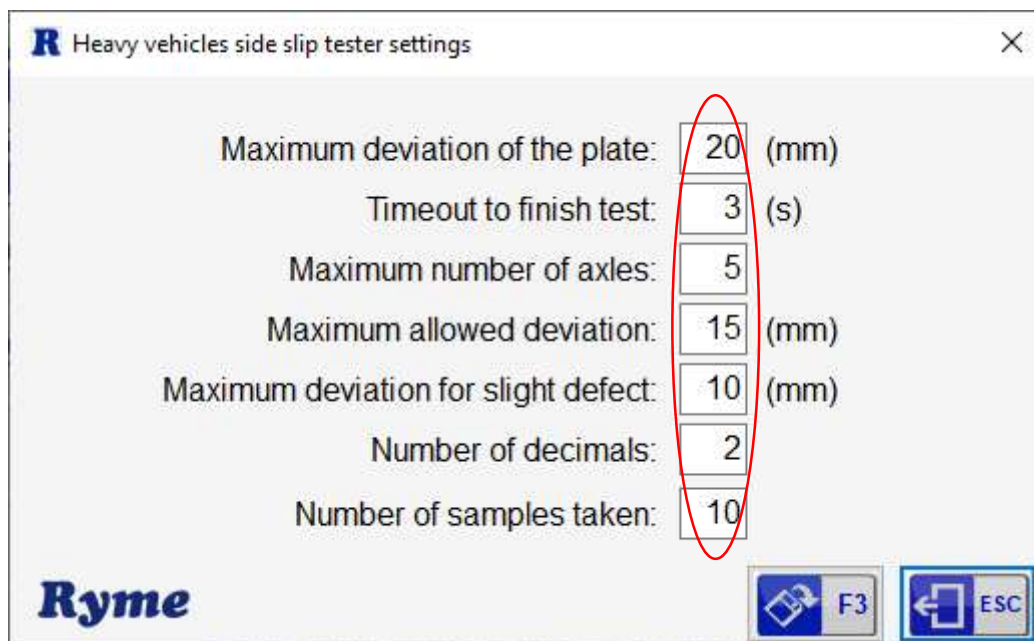 R Heavy vehicles side slip tester settings
Maximum deviation of the plate: 20 (mm)
Timeout to finish test: 3 (s)
Maximum number of axles: 5
Maximum allowed deviation: 15 (mm)
Maximum deviation for slight defect: 10 (mm)
Number of decimals: 2
Number of samples taken: 10
Ryme F3 ESC